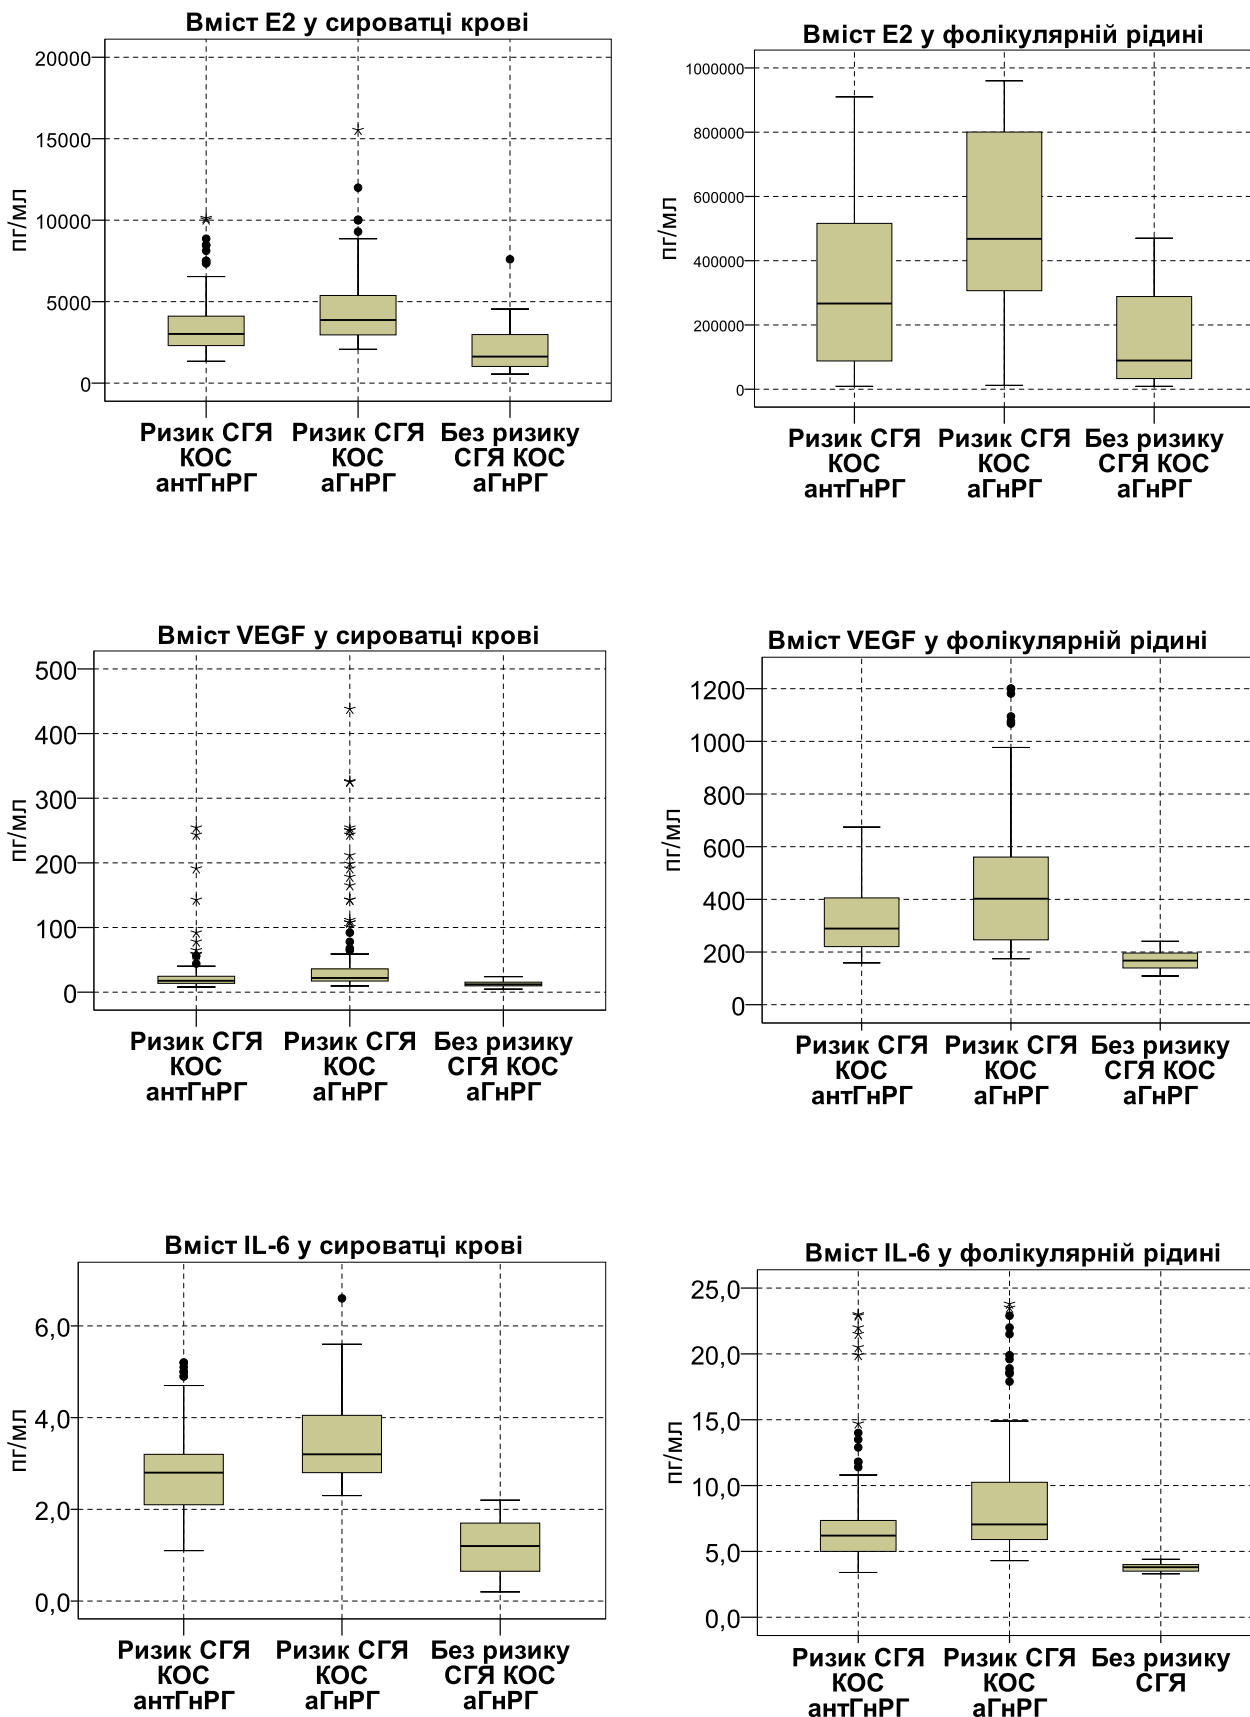 Вміст E2 у сироватці крові
20000
15000
10000
5000
0
пг/мл
Ризик СГЯ
КОС
антГнРГ
Ризик СГЯ
КОС
аГнРГ
Без ризику
СГЯ КОС
аГнРГ
Вміст E2 у фолікулярній рідині
1000000
800000
600000
400000
200000
0
пг/мл
Ризик СГЯ
КОС
антГнРГ
Ризик СГЯ
КОС
аГнРГ
Без ризику
СГЯ КОС
аГнРГ
Вміст VEGF у сироватці крові
500
400
300
200
100
0
пг/мл
Ризик СГЯ
КОС
антГнРГ
Ризик СГЯ
КОС
аГнРГ
Без ризику
СГЯ КОС
аГнРГ
Вміст VEGF у фолікулярній рідині
1200
1000
800
600
400
200
0
пг/мл
Ризик СГЯ
КОС
антГнРГ
Ризик СГЯ
КОС
аГнРГ
Без ризику
СГЯ КОС
аГнРГ
Вміст IL-6 у сироватці крові
6,0
4,0
2,0
0,0
пг/мл
Ризик СГЯ
КОС
антГнРГ
Ризик СГЯ
КОС
аГнРГ
Без ризику
СГЯ КОС
аГнРГ
Вміст IL-6 у фолікулярній рідині
25,0
20,0
15,0
10,0
5,0
0,0
пг/мл
Ризик СГЯ
КОС
антГнРГ
Ризик СГЯ
КОС
аГнРГ
Без ризику
СГЯ